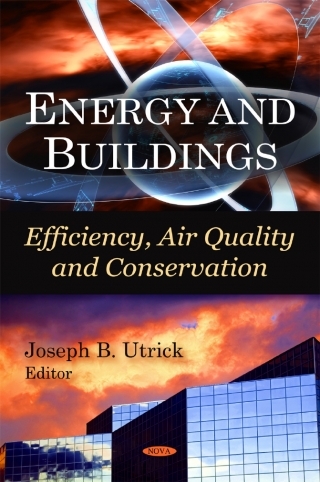 ENERGY AND
BUILDINGS
Efficiency, Air Quality
and Conservation
Joseph B. Utrick
Editor
NOVA